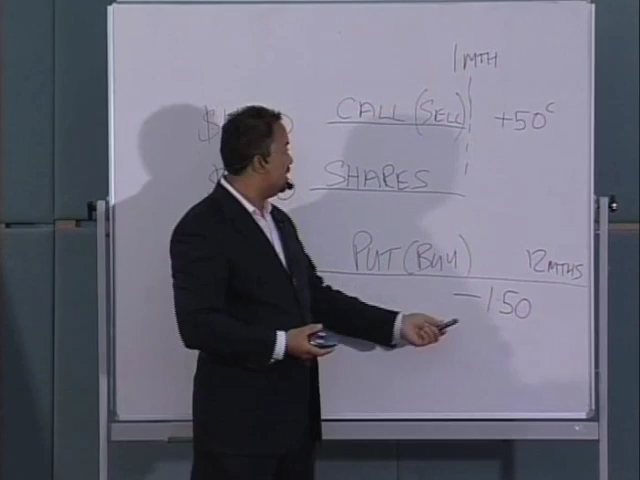 1 MTH
CALL (SELL) +50c
SHARES
PUT (BUY) 12 MTHS
-1.50